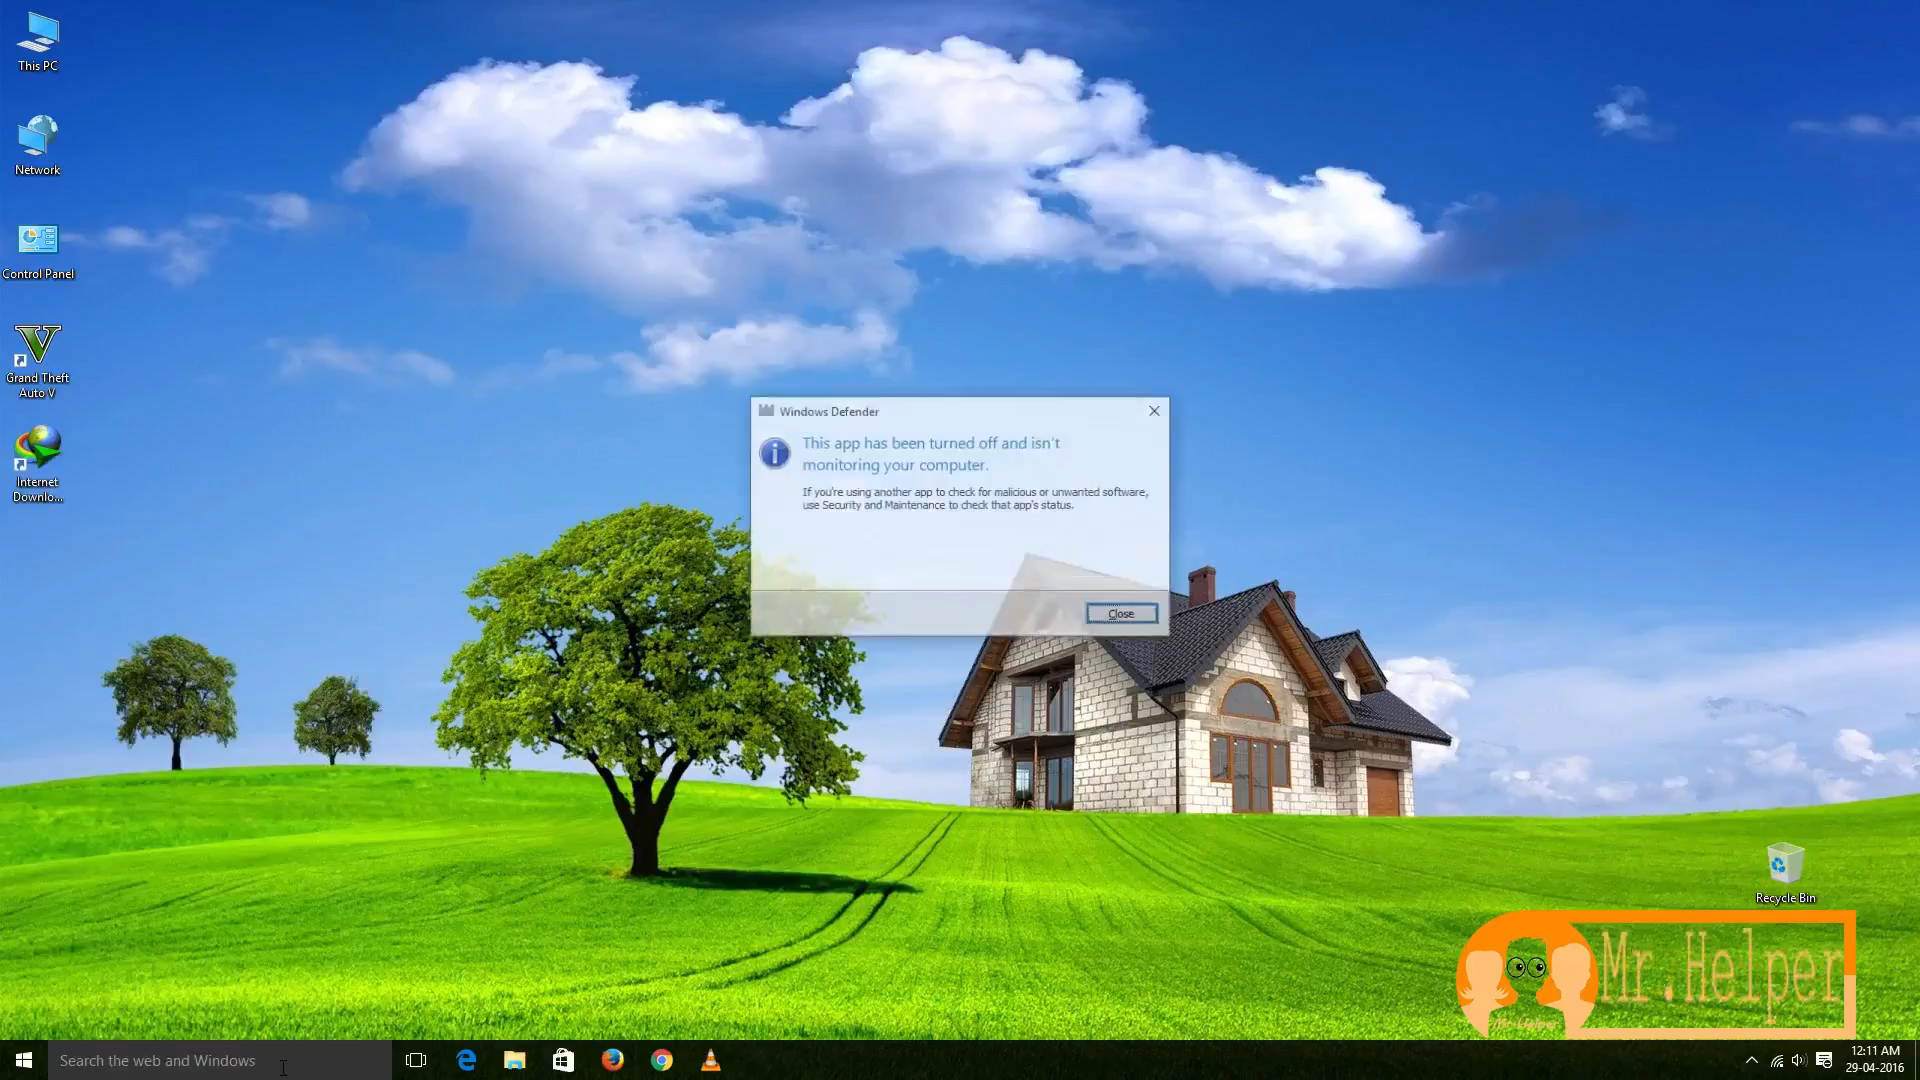 This PC
Network
Control Panel
Grand Theft
Auto V
Internet
Downlo...
Windows Defender
This app has been turned off and isn't
monitoring your computer.
If you're using another app to check for malicious or unwanted software,
use Security and Maintenance to check that app's status.
Close
Recycle Bin
Mr.Helper
Mr.Helper
Search the web and Windows
12:11 AM
29-04-2016